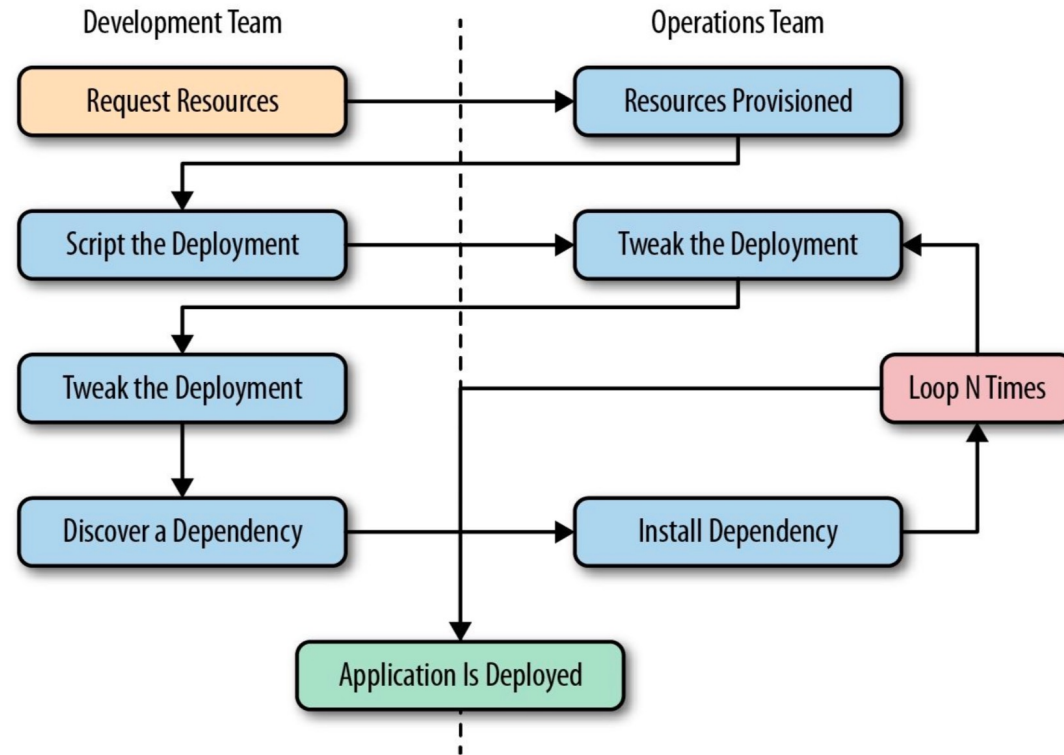 Development Team
Operations Team
Request Resources
Resources Provisioned
Script the Deployment
Tweak the Deployment
Tweak the Deployment
Loop N Times
Discover a Dependency
Install Dependency
Application Is Deployed